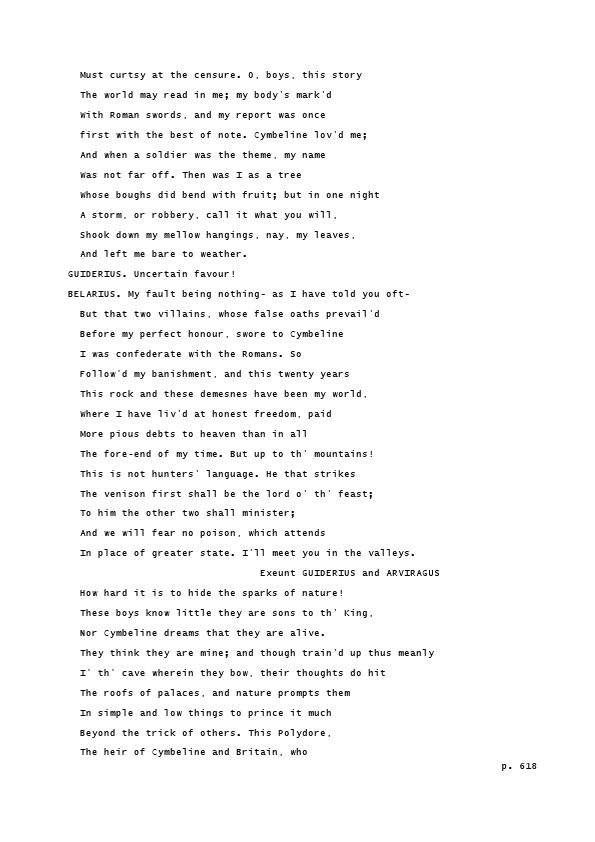 Must curtsy at the censure. O, boys, this story
The world may read in me; my body's mark'd
With Roman swords, and my report was once
first with the best of note. Cymbeline lov'd me;
And when a soldier was the theme, my name
Was not far off. Then was I as a tree
Whose boughs did bend with fruit; but in one night
A storm, or robbery, call it what you will,
Shook down my mellow hangings, nay, my leaves,
And left me bare to weather.
GUIDERIUS. Uncertain favour!
BELARIUS. My fault being nothing- as I have told you oft-
But that two villains, whose false oaths prevail'd
Before my perfect honour, swore to Cymbeline
I was confederate with the Romans. So
Follow'd my banishment, and this twenty years
This rock and these demesnes have been my world,
Where I have liv'd at honest freedom, paid
More pious debts to heaven than in all
The fore-end of my time. But up to th' mountains!
This is not hunters' language. He that strikes
The venison first shall be the lord o' th' feast;
To him the other two shall minister;
And we will fear no poison, which attends
In place of greater state. I'll meet you in the valleys.
Exeunt GUIDERIUS and ARVIRAGUS
How hard it is to hide the sparks of nature!
These boys know little they are sons to th' King,
Nor Cymbeline dreams that they are alive.
They think they are mine; and though train'd up thus meanly
I' th' cave wherein they bow, their thoughts do hit
The roofs of palaces, and nature prompts them
In simple and low things to prince it much
Beyond the trick of others. This Polydore,
The heir of Cymbeline and Britain, who
p. 618